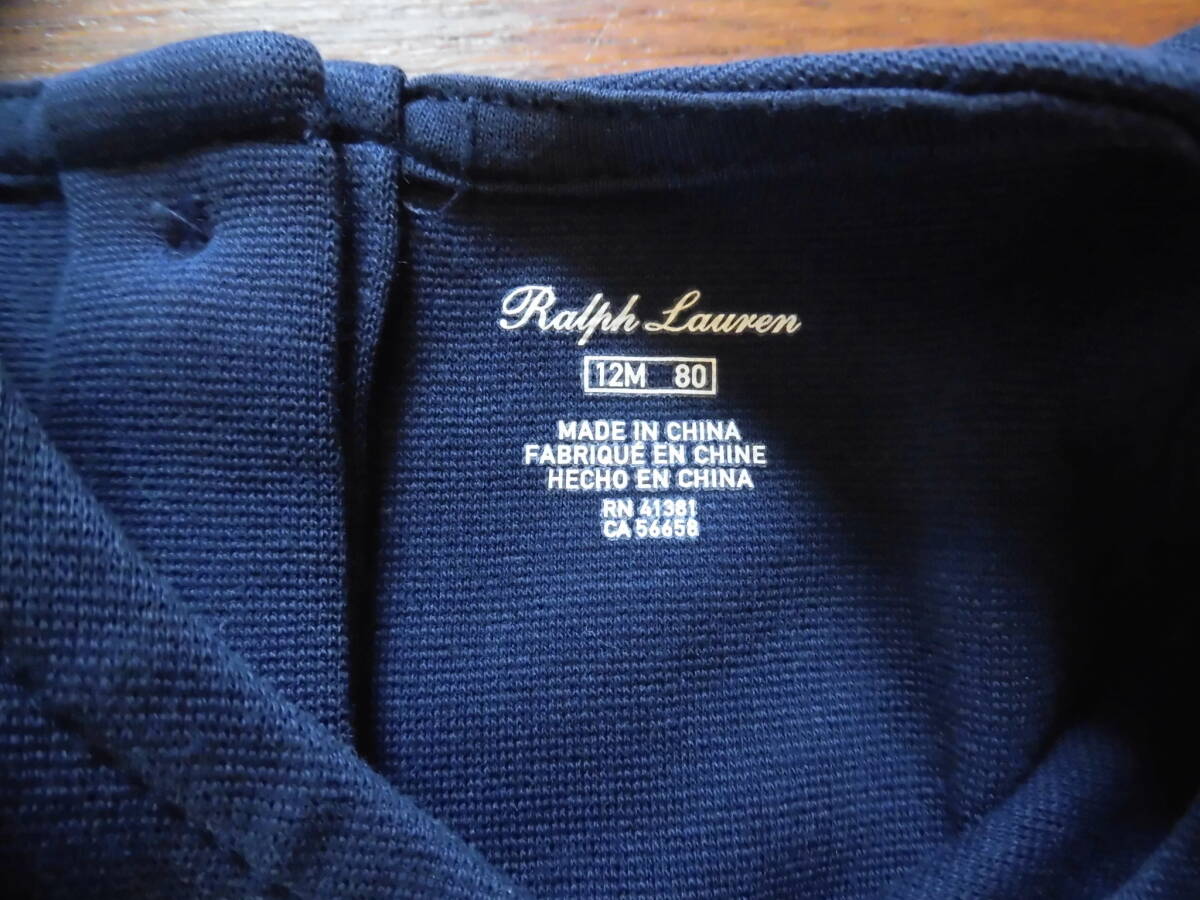 Ralph Lauren
12M 80
MADE IN CHINA
FABRIQUÉ EN CHINE
HECHO EN CHINA
RN 41381
CA 56658